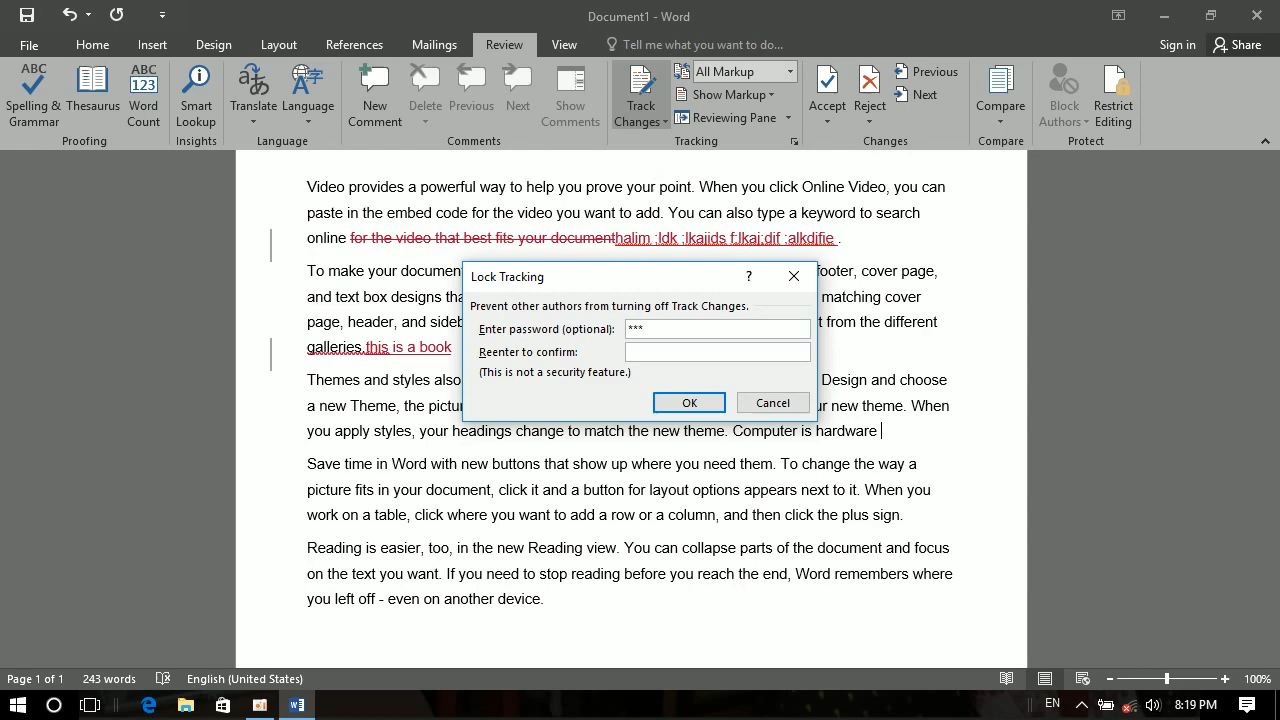 Document1 - Word
File Home Insert Design Layout References Mailings Review View Tell me what you want to do... Sign in Share
ABC Spelling & Grammar
Thesaurus
ABC 123 Word Count
Smart Lookup
Translate
Language
New Comment
Delete
Previous
Next
Show Comments
Track Changes
All Markup
Show Markup
Reviewing Pane
Accept
Reject
Previous
Next
Compare
Block Authors
Restrict Editing
Proofing Insights Language Comments Tracking Changes Compare Protect
Video provides a powerful way to help you prove your point. When you click Online Video, you can
paste in the embed code for the video you want to add. You can also type a keyword to search
online for the video that best fits your documenthalim ;ldk ;lkajids f;lkaj;dif ;alkdjfie .
To make your documen footer, cover page,
and text box designs tha matching cover
page, header, and sideb t from the different
galleries.this is a book
Themes and styles also Design and choose
a new Theme, the pictur ur new theme. When
you apply styles, your headings change to match the new theme. Computer is hardware
Save time in Word with new buttons that show up where you need them. To change the way a
picture fits in your document, click it and a button for layout options appears next to it. When you
work on a table, click where you want to add a row or a column, and then click the plus sign.
Reading is easier, too, in the new Reading view. You can collapse parts of the document and focus
on the text you want. If you need to stop reading before you reach the end, Word remembers where
you left off - even on another device.
Lock Tracking ?
Prevent other authors from turning off Track Changes.
Enter password (optional): ***
Reenter to confirm:
(This is not a security feature.)
OK Cancel
Page 1 of 1 243 words English (United States) 100%
EN 8:19 PM